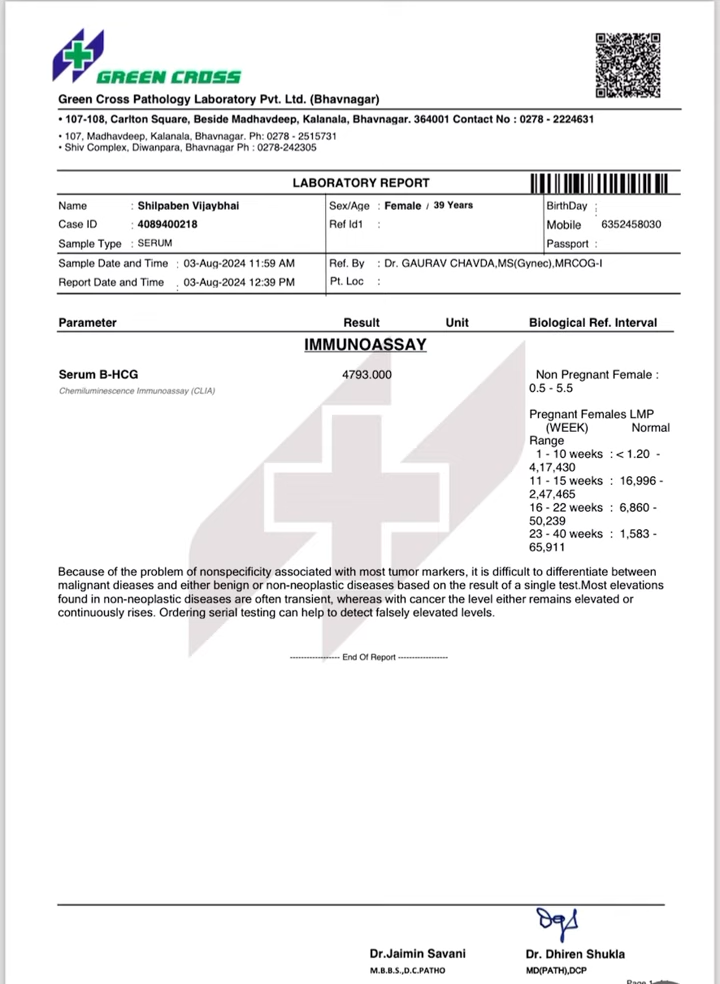 GREEN CROSS
Green Cross Pathology Laboratory Pvt. Ltd. (Bhavnagar)
• 107-108, Carlton Square, Beside Madhavdeep, Kalanala, Bhavnagar. 364001 Contact No : 0278 - 2224631
• 107, Madhavdeep, Kalanala, Bhavnagar. Ph: 0278 - 2515731
• Shiv Complex, Diwanpara, Bhavnagar Ph : 0278-242305
LABORATORY REPORT
Name : Shilpaben Vijaybhai Sex/Age : Female / 39 Years BirthDay :
Case ID : 4089400218 Ref Id1 : Mobile 6352458030
Sample Type : SERUM Passport :
Sample Date and Time : 03-Aug-2024 11:59 AM Ref. By : Dr. GAURAV CHAVDA,MS(Gynec),MRCOG-I
Report Date and Time : 03-Aug-2024 12:39 PM Pt. Loc :
Parameter Result Unit Biological Ref. Interval
IMMUNOASSAY
Serum B-HCG 4793.000 Non Pregnant Female :
Chemiluminescence Immunoassay (CLIA) 0.5 - 5.5
Pregnant Females LMP
(WEEK) Normal
Range
1 - 10 weeks : < 1.20 -
4,17,430
11 - 15 weeks : 16,996 -
2,47,465
16 - 22 weeks : 6,860 -
50,239
23 - 40 weeks : 1,583 -
65,911
Because of the problem of nonspecificity associated with most tumor markers, it is difficult to differentiate between
malignant dieases and either benign or non-neoplastic diseases based on the result of a single test.Most elevations
found in non-neoplastic diseases are often transient, whereas with cancer the level either remains elevated or
continuously rises. Ordering serial testing can help to detect falsely elevated levels.
------------------ End Of Report ------------------
Dr.Jaimin Savani Dr. Dhiren Shukla
M.B.B.S.,D.C.PATHO MD(PATH),DCP